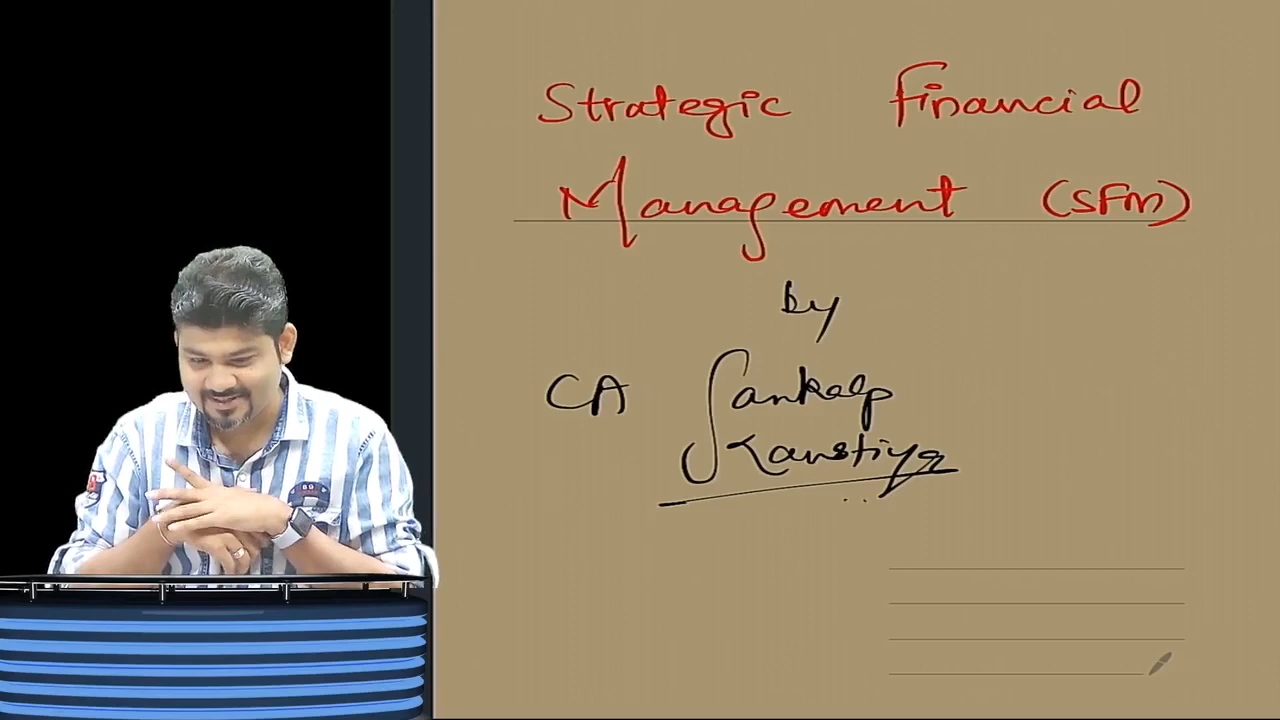 Strategic Financial
Management (SFM)
by
CA Sankalp
Kanstiya